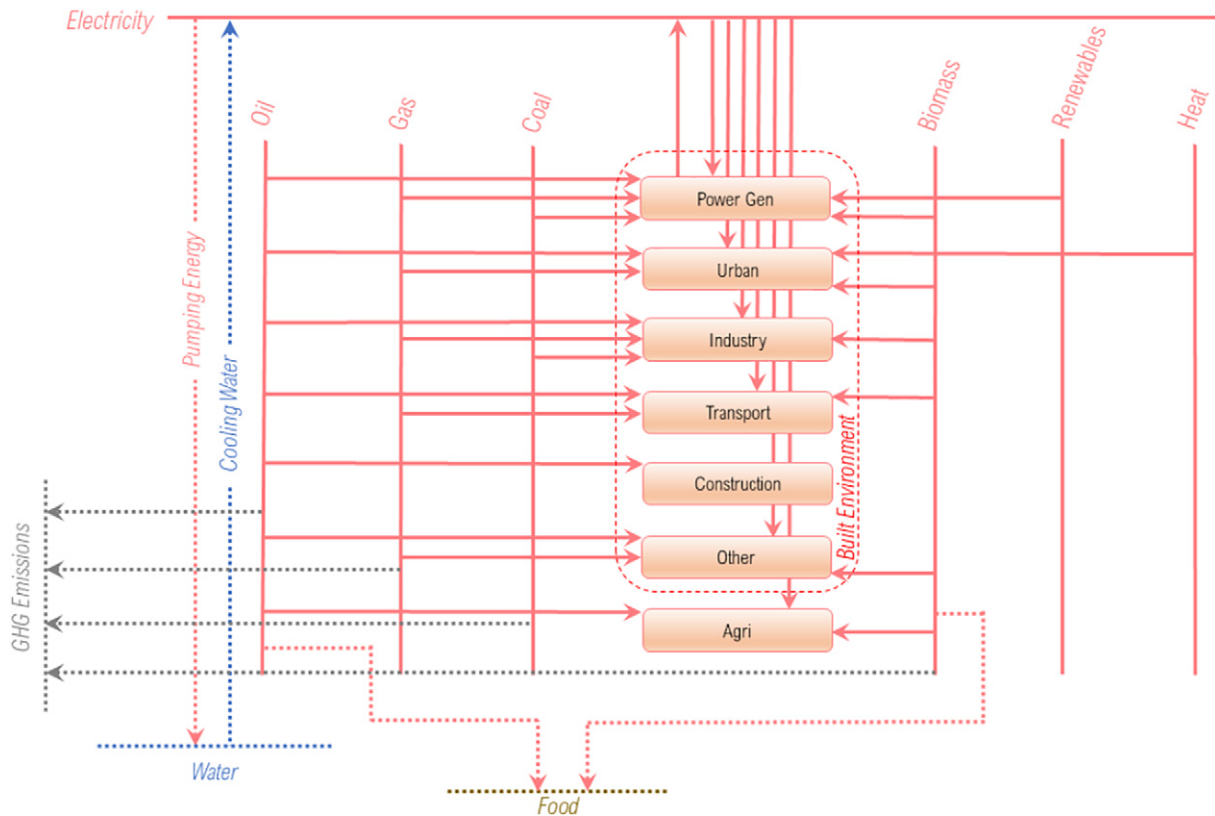 Electricity
Oil
Gas
Coal
Biomass
Renewables
Heat
Pumping Energy
Cooling Water
Power Gen
Urban
Industry
Transport
Construction
Other
Agri
Built Environment
GHG Emissions
Water
Food